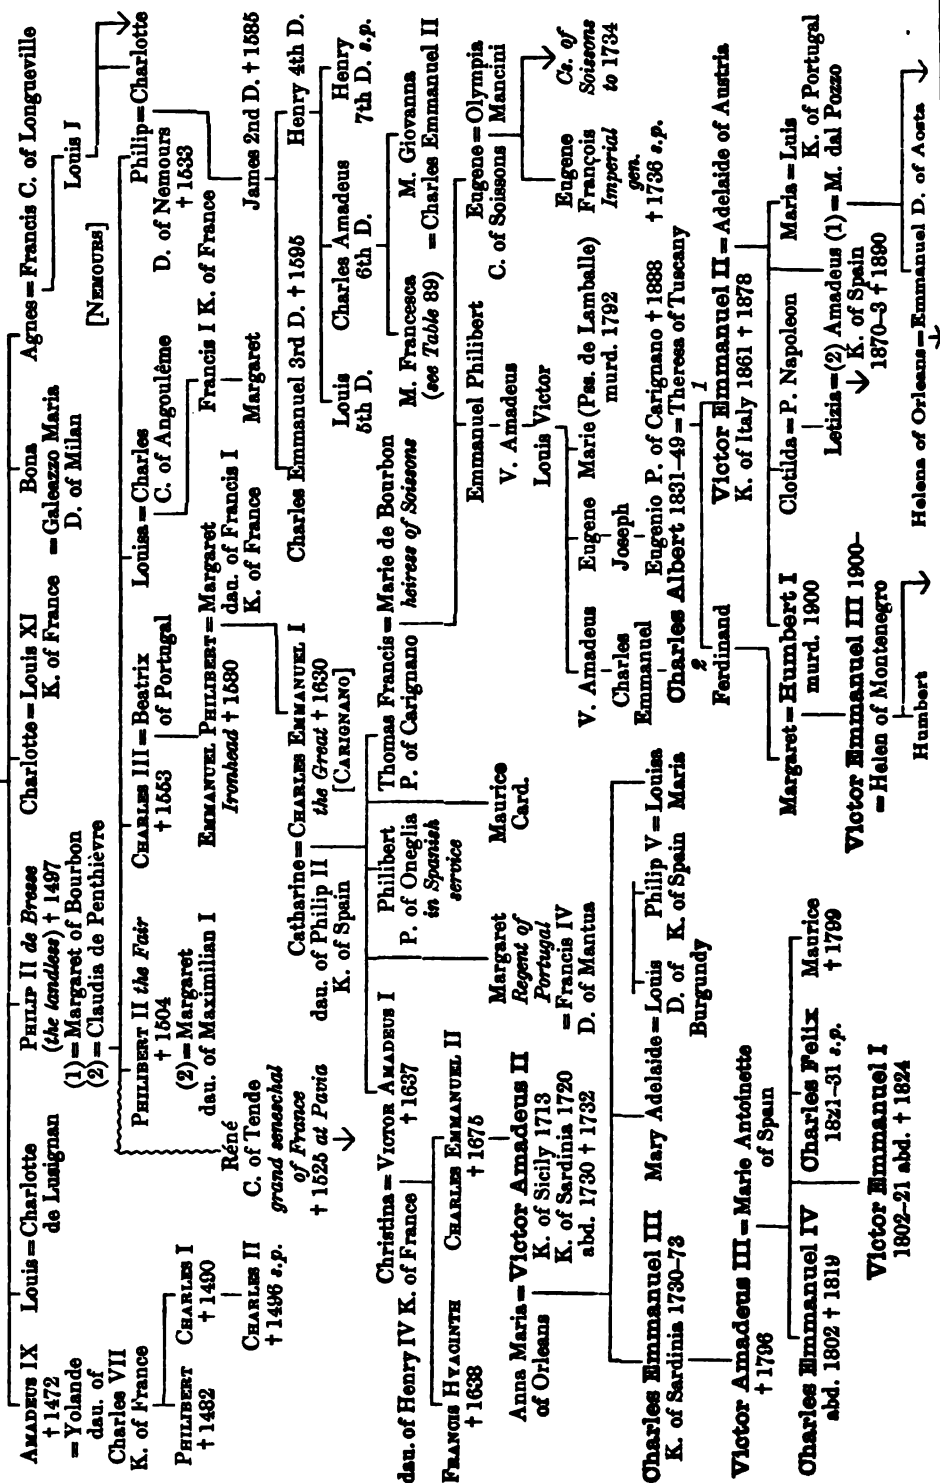 AMADEUS IX
† 1472
= Yolande
dau. of
Charles VII
K. of France
Louis = Charlotte
de Lusignan
PHILIP II de Bresse
(the landless) † 1497
(1) = Margaret of Bourbon
(2) = Claudia de Penthièvre
Charlotte = Louis XI
K. of France
Bona
= Galeazzo Maria
D. of Milan
Agnes = Francis C. of Longueville
Louis J
[NEMOURS]
PHILIBERT
† 1482
CHARLES I
† 1490
CHARLES II
† 1496 s.p.
Réné
C. of Tende
grand seneschal
of France
† 1525 at Pavia
PHILIBERT II the Fair
† 1504
(2) = Margaret
dau. of Maximilian I
CHARLES III = Beatrix
† 1553 of Portugal
Louisa = Charles
C. of Angoulême
Philip = Charlotte
D. of Nemours
† 1533
Francis I K. of France
Margaret
EMMANUEL PHILIBERT = Margaret
Ironhead † 1580
dau. of Francis I
K. of France
James 2nd D. † 1585
Charles Emmanuel 3rd D. † 1595
Henry 4th D.
Louis
5th D.
Charles Amadeus
6th D.
Henry
7th D. s.p.
M. Francesca
(see Table 89)
M. Giovanna
= Charles Emmanuel II
Catharine = CHARLES EMMANUEL I
dau. of Philip II
K. of Spain
the Great † 1630
[CARIGNANO]
Christina = VICTOR AMADEUS I
dau. of Henry IV K. of France
† 1637
Margaret
Regent of
Portugal
= Francis IV
D. of Mantua
Philibert
P. of Oneglia
in Spanish
service
Maurice
Card.
Thomas Francis = Marie de Bourbon
P. of Carignano
heiress of Soissons
FRANCIS HYACINTH
† 1638
CHARLES EMMANUEL II
† 1675
Emmanuel Philibert
V. Amadeus
Louis Victor
Eugene = Olympia
C. of Soissons Mancini
Eugene
François
Imperial
gen.
† 1736 s.p.
Cs. of
Soissons
to 1734
Anna Maria = Victor Amadeus II
of Orleans
K. of Sicily 1713
K. of Sardinia 1720
abd. 1730 † 1732
V. Amadeus
Charles
Emmanuel
Eugene
Joseph
Marie (Pss. de Lamballe)
murd. 1792
Eugenio P. of Carignano † 1888
Charles Albert 1831-49 = Theresa of Tuscany
Charles Emmanuel III
K. of Sardinia 1730-73
Mary Adelaide = Louis
D. of
Burgundy
Philip V = Louisa
K. of Spain Maria
2
Ferdinand
1
Victor Emmanuel II = Adelaide of Austria
K. of Italy 1861 † 1878
Victor Amadeus III = Marie Antoinette
† 1796
of Spain
Margaret = Humbert I
murd. 1900
Clotilda = P. Napoleon
Letizia = (2) Amadeus (1) = M. dal Pozzo
K. of Spain
1870-3 † 1890
Maria = Luis
K. of Portugal
Charles Emmanuel IV
abd. 1802 † 1819
Charles Felix
1821-31 s.p.
Maurice
† 1799
Victor Emmanuel I
1802-21 abd. † 1824
Victor Emmanuel III 1900-
= Helen of Montenegro
Humbert
Helena of Orleans = Emmanuel D. of Aosta